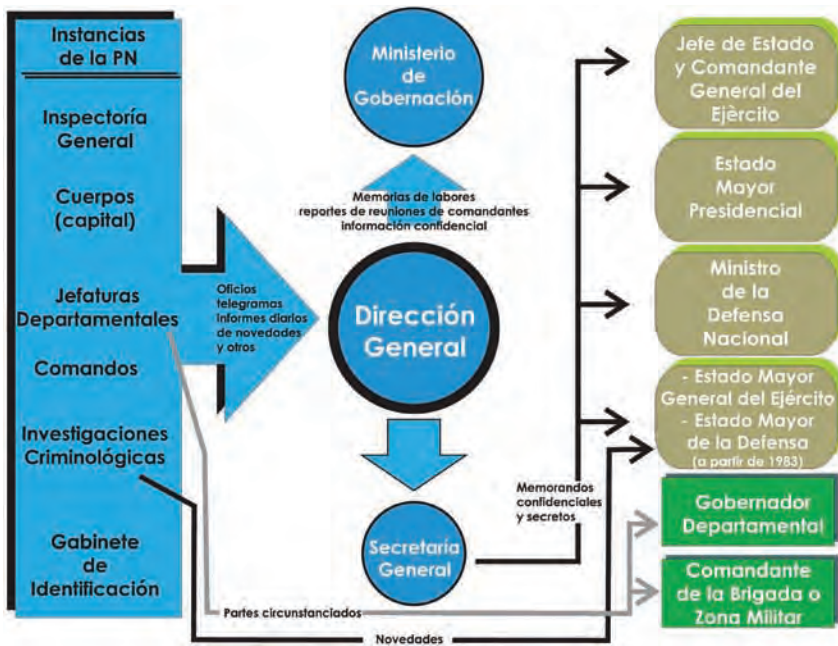 Instancias
de la PN
Inspectoría
General
Cuerpos
(capital)
Jefaturas
Departamentales
Comandos
Investigaciones
Criminológicas
Gabinete
de
Identificación
Oficios
telegramas
Informes diarios
de novedades
y otros
Ministerio
de
Gobernación
Memorias de labores
reportes de reuniones de comandantes
información confidencial
Dirección
General
Secretaría
General
Memorandos
confidenciales
y secretos
Partes circunstanciados
Novedades
Jefe de Estado
y Comandante
General del
Ejèrcito
Estado
Mayor
Presidencial
Ministro
de la
Defensa
Nacional
- Estado Mayor
General del Ejército
- Estado Mayor
de la Defensa
(a partir de 1983)
Gobernador
Departamental
Comandante
de la Brigada o
Zona Militar